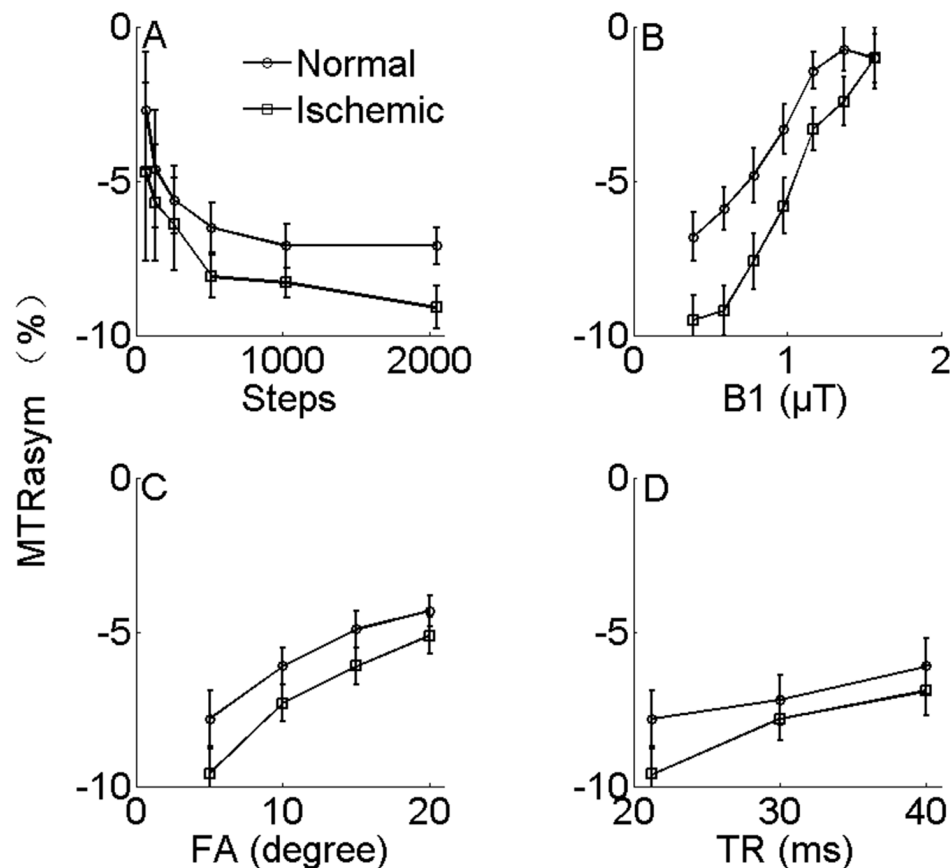 MTRasym （%）
0
-5
-10
A
Normal
Ischemic
0
1000
2000
Steps
0
-5
-10
B
0
1
2
B1 (µT)
0
-5
-10
C
0
10
20
FA (degree)
0
-5
-10
D
20
30
40
TR (ms)